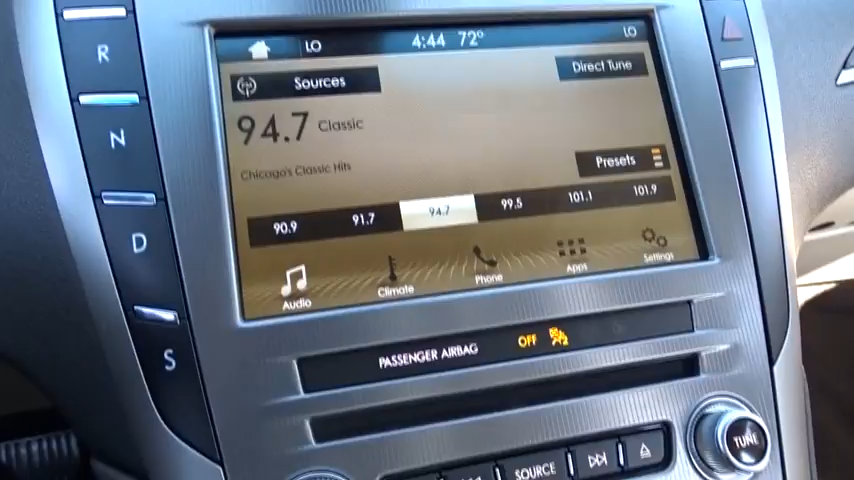 LO 4:44 72° LO
R
FM Sources Direct Tune
94.7 Classic
N
Chicago's Classic Hits
Presets
90.9 91.7 94.7 99.5 101.1 101.9
D
Audio Climate Phone Apps Settings
S
PASSENGER AIRBAG OFF
SOURCE
TUNE